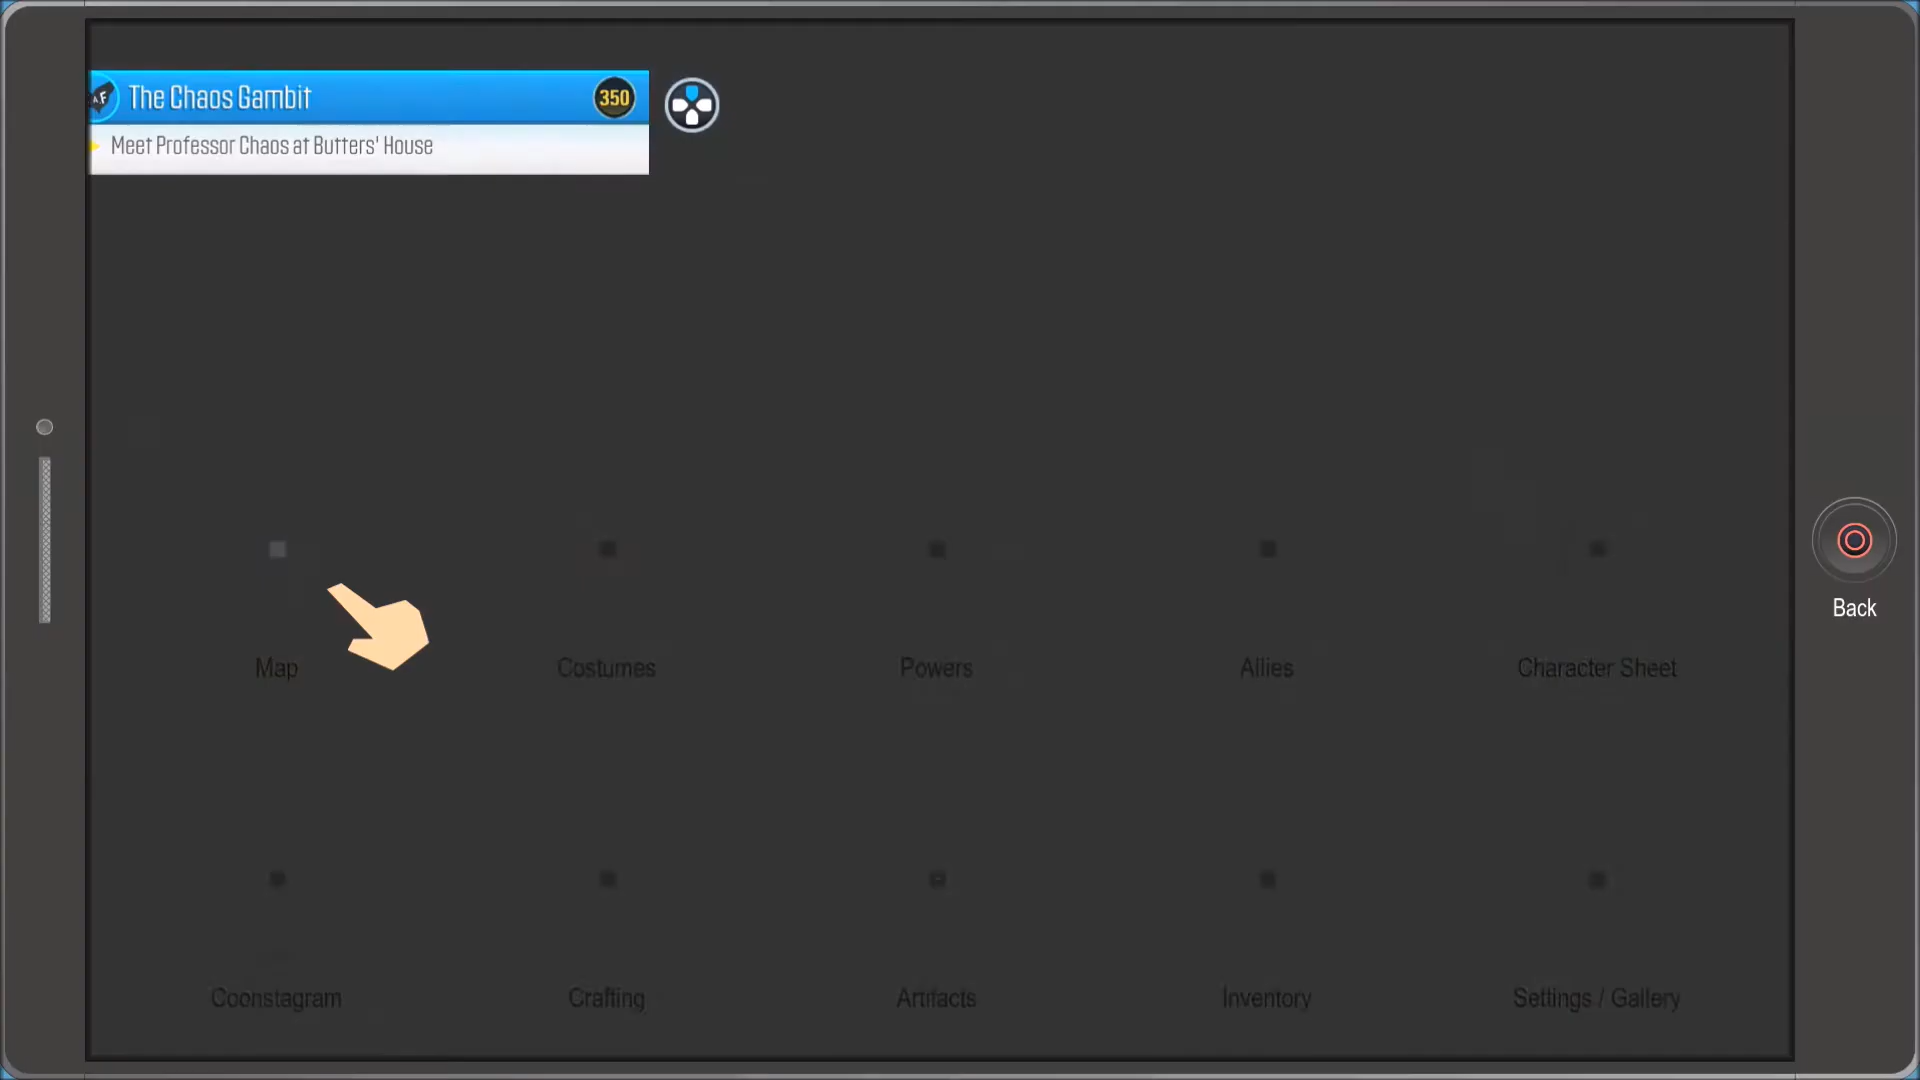 The Chaos Gambit
350
Meet Professor Chaos at Butters' House
Back
Map
Costumes
Powers
Allies
Character Sheet
Coonstagram
Crafting
Artifacts
Inventory
Settings / Gallery